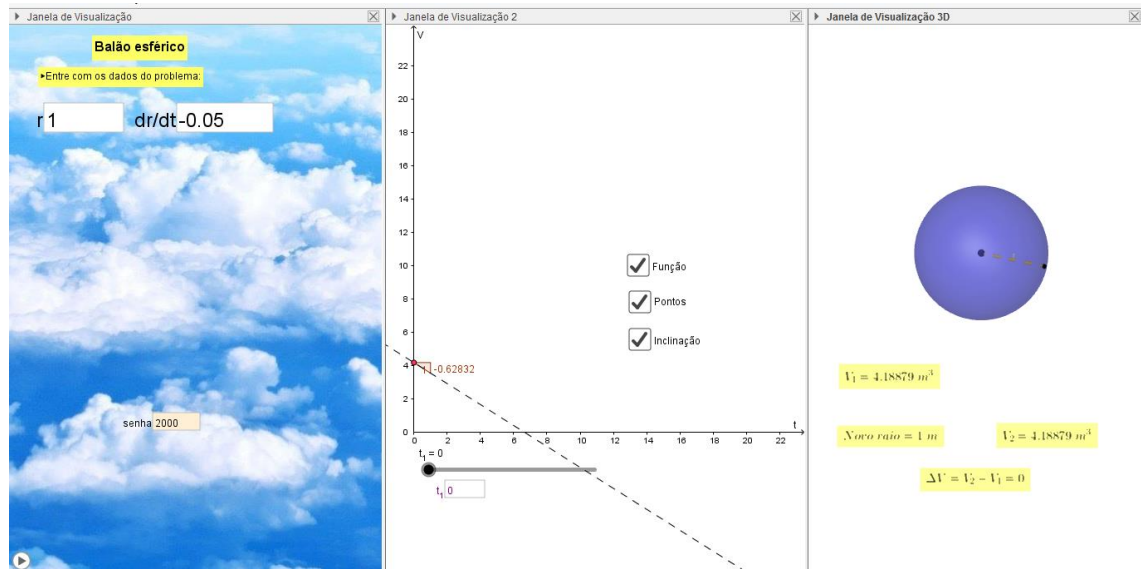 Janela de Visualização
Balão esférico
▸Entre com os dados do problema:
r 1 dr/dt -0.05
senha 2000
Janela de Visualização 2
V
22
20
18
16
14
12
10
8
6
4
2
0
0 2 4 6 8 10 12 14 16 18 20 22
t
1 -0.62832
Função
Pontos
Inclinação
t₁ = 0
t₁ 0
Janela de Visualização 3D
V₁ = 4.18879 m³
Novo raio = 1 m
V₂ = 4.18879 m³
ΔV = V₂ − V₁ = 0